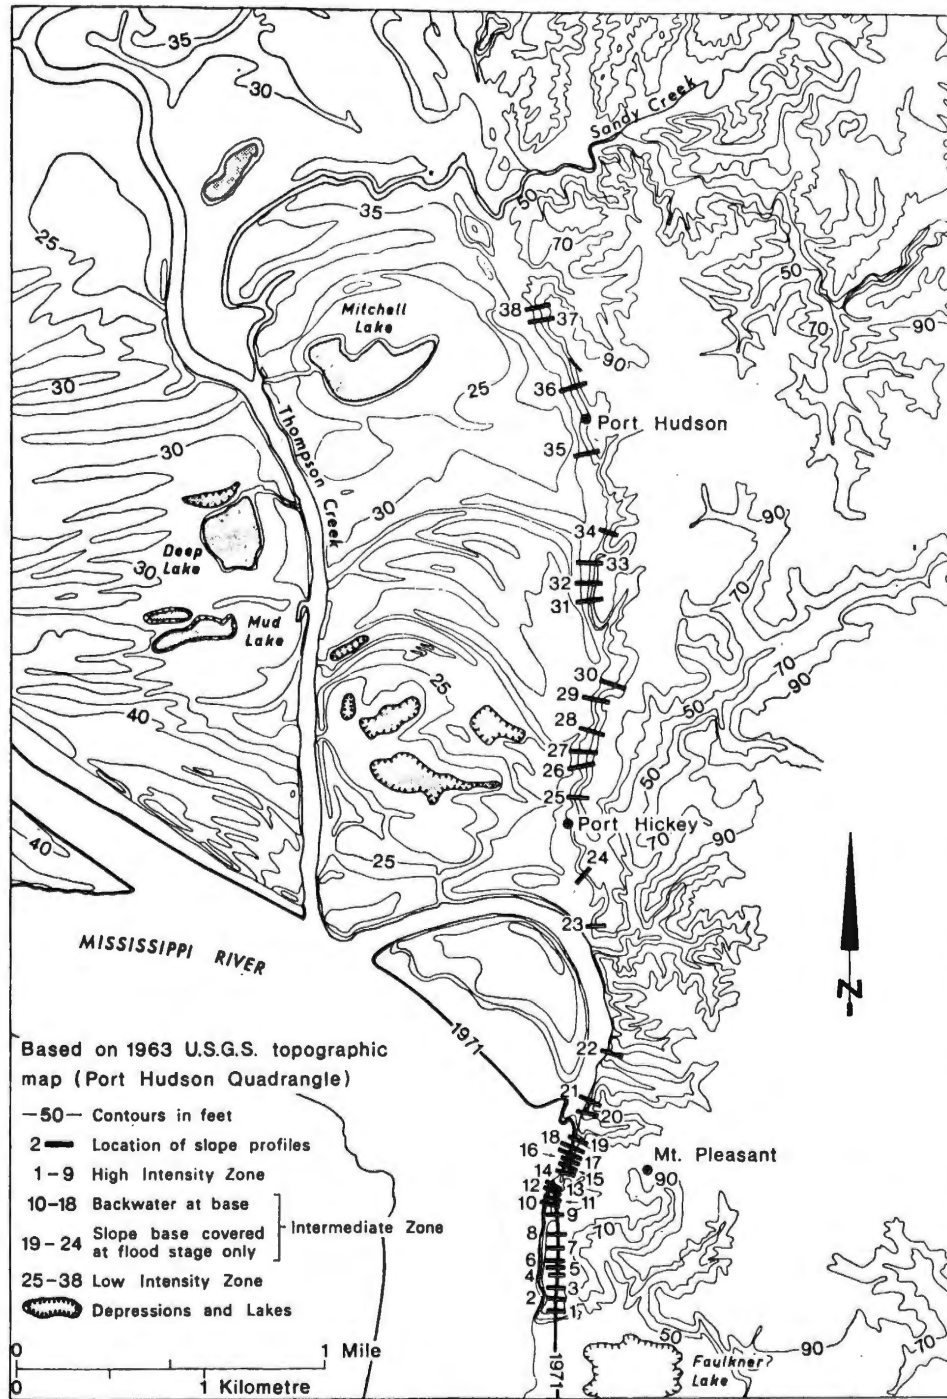 35
30
Sandy Creek
50
35
70
25
50
Mitchell
Lake
38
37
70
90
90
30
25
36
Port Hudson
Thompson Creek
30
35
30
90
34
Deep
Lake
30
33
32
31
70
Mud
Lake
70
90
30
50
25
29
40
28
27
50
26
25
Port Hickey
90
70
40
25
24
23
MISSISSIPPI RIVER
N
1971
22
Based on 1963 U.S.G.S. topographic
map (Port Hudson Quadrangle)
21
20
—50— Contours in feet
18
19
2 Location of slope profiles
16
17
Mt. Pleasant
1-9 High Intensity Zone
14
15
90
12
13
10-18 Backwater at base
10
11
Intermediate Zone
9
70
19-24 Slope base covered
at flood stage only
8
7
6
5
25-38 Low Intensity Zone
4
3
Depressions and Lakes
2
1
50
0 1 Mile
90
70
Faulkner?
Lake
0 1 Kilometre
1971